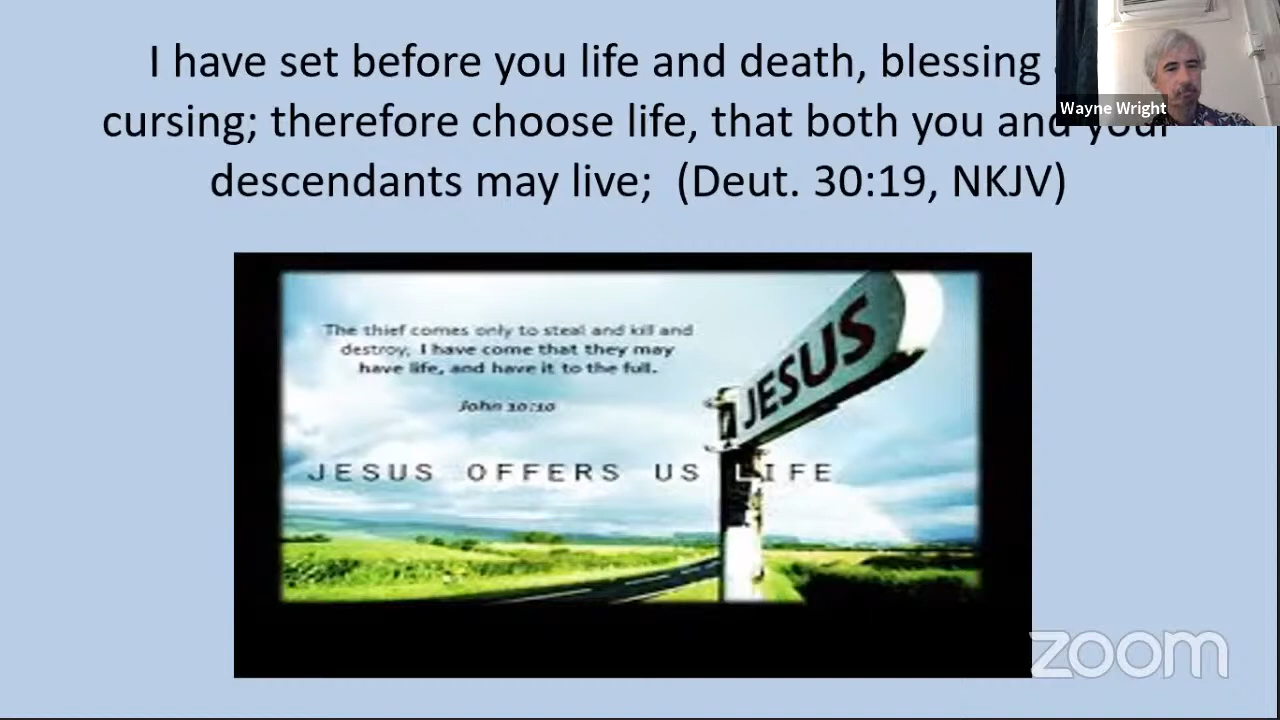 I have set before you life and death, blessing
cursing; therefore choose life, that both you and your
descendants may live; (Deut. 30:19, NKJV)
Wayne Wright
The thief comes only to steal and kill and
destroy; I have come that they may
have life, and have it to the full.
John 10:10
JESUS
JESUS OFFERS US LIFE
zoom